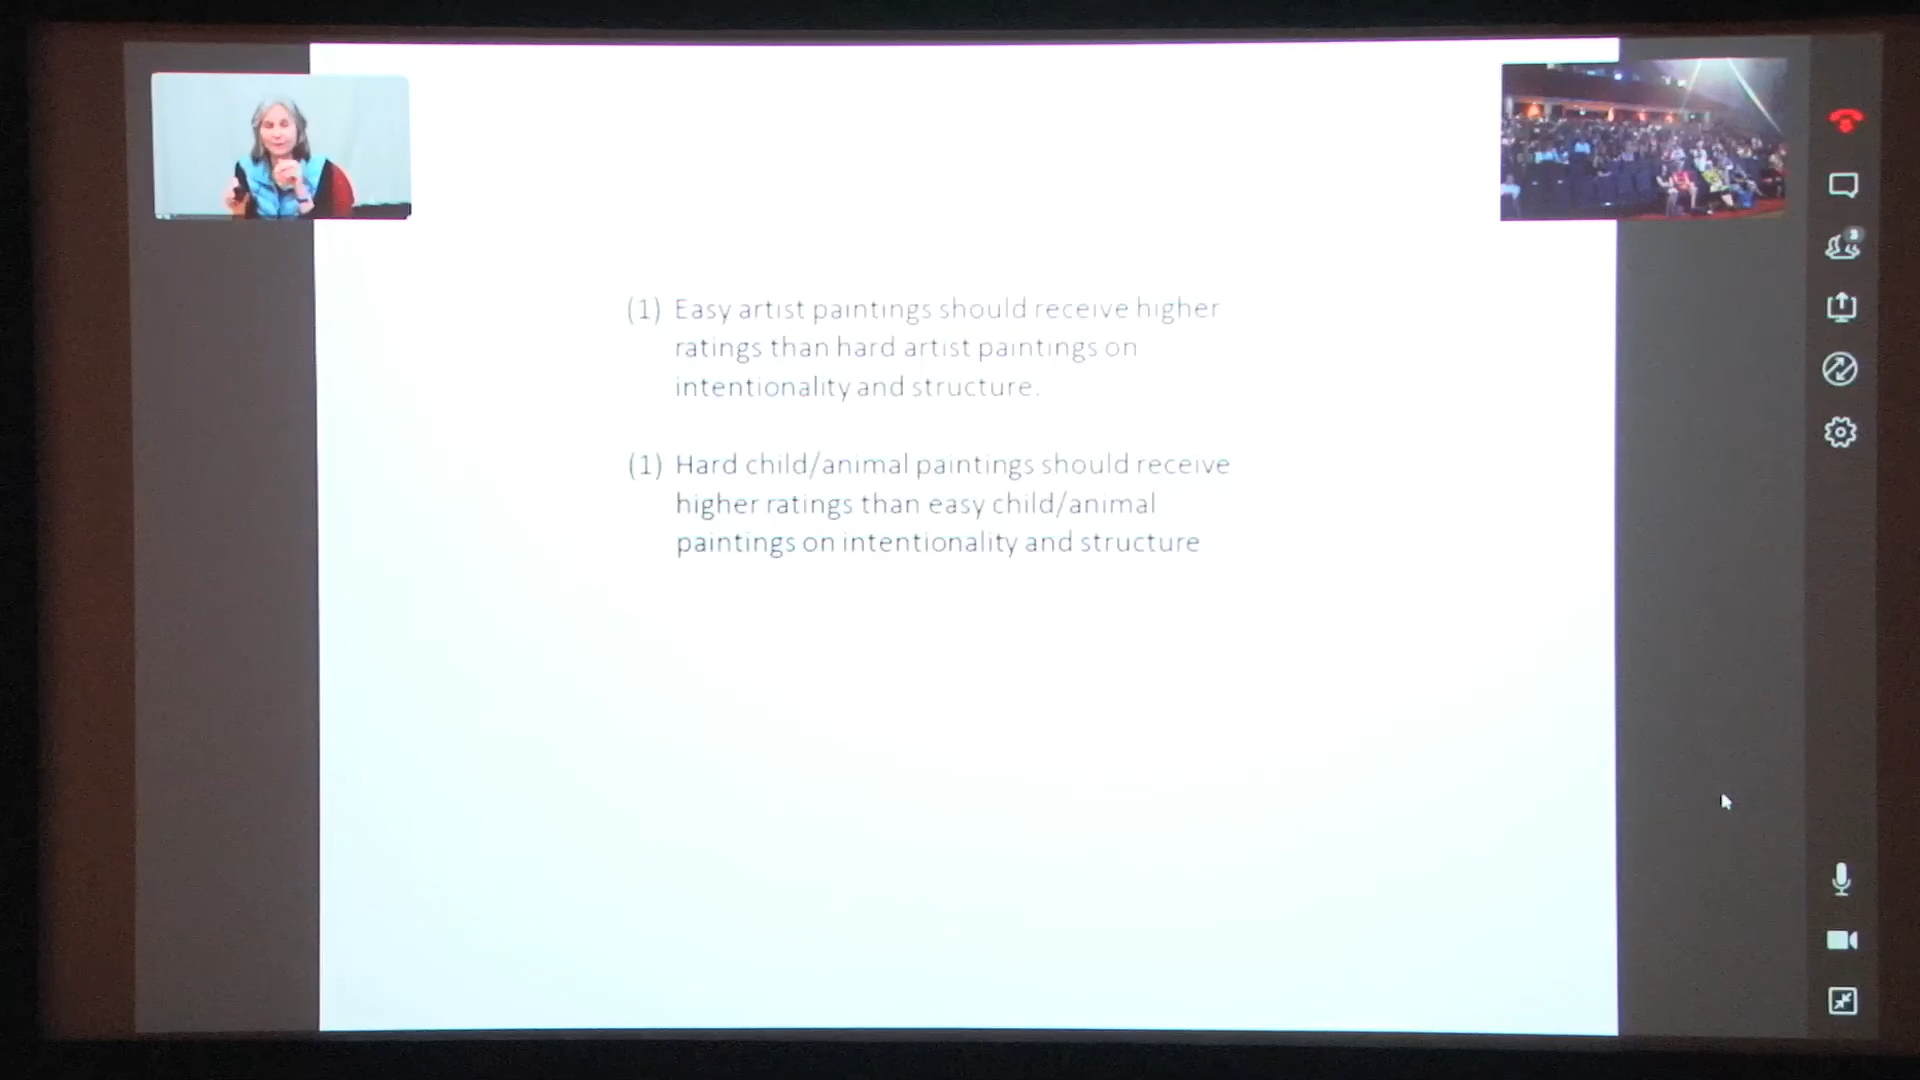 3
(1) Easy artist paintings should receive higher
ratings than hard artist paintings on
intentionality and structure.
(1) Hard child/animal paintings should receive
higher ratings than easy child/animal
paintings on intentionality and structure